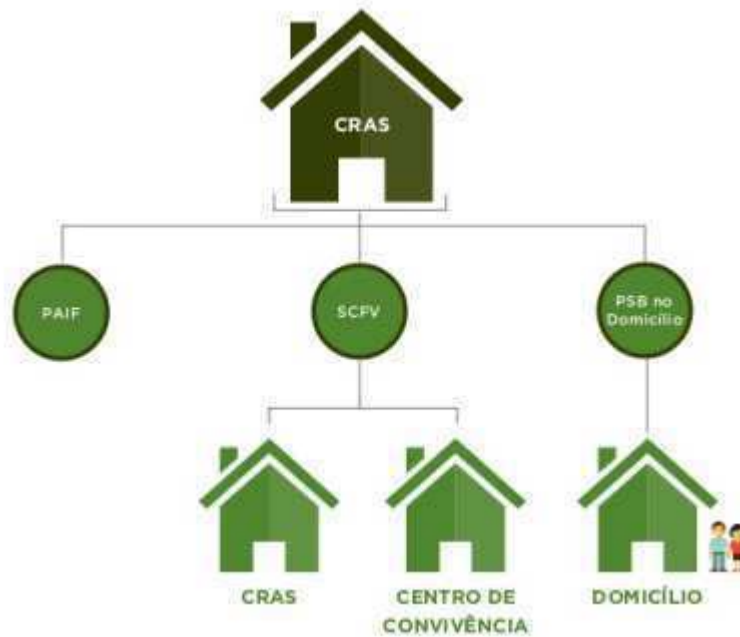 CRAS
PAIF
SCFV
PSB no
Domicílio
CRAS
CENTRO DE
CONVIVÊNCIA
DOMICÍLIO